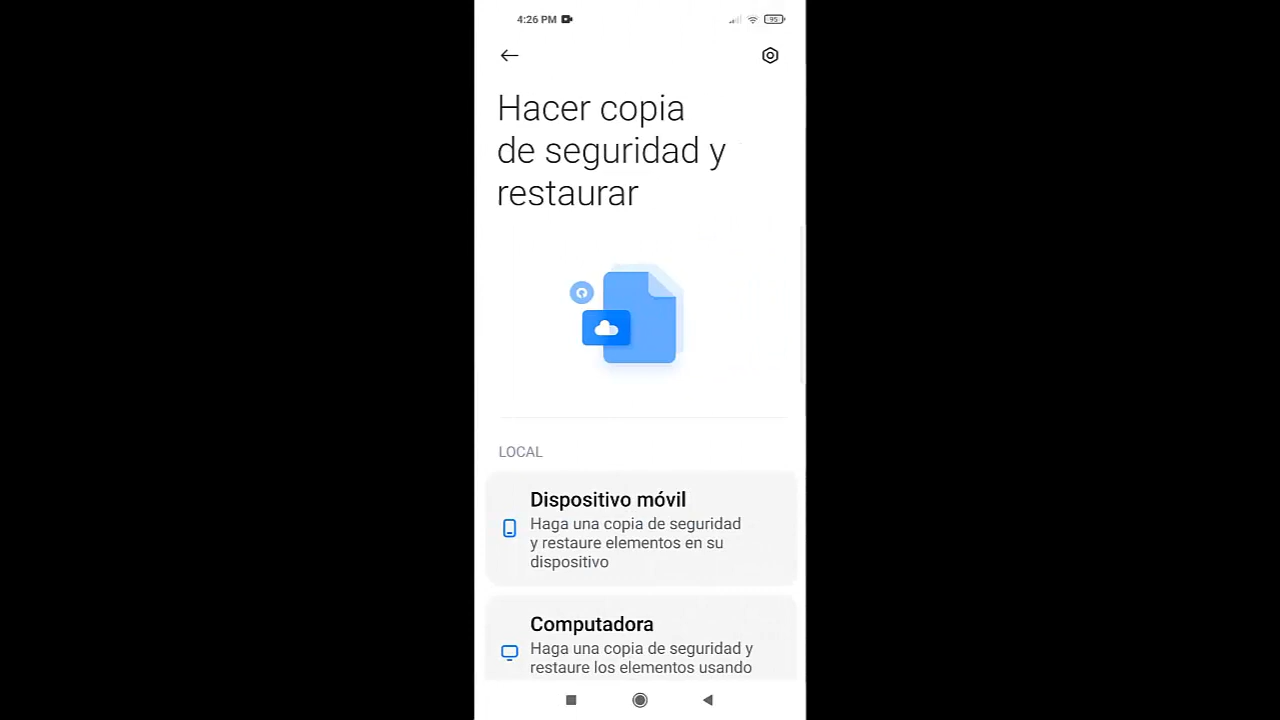 4:26 PM
95
Hacer copia
de seguridad y
restaurar
LOCAL
Dispositivo móvil
Haga una copia de seguridad
y restaure elementos en su
dispositivo
Computadora
Haga una copia de seguridad y
restaure los elementos usando